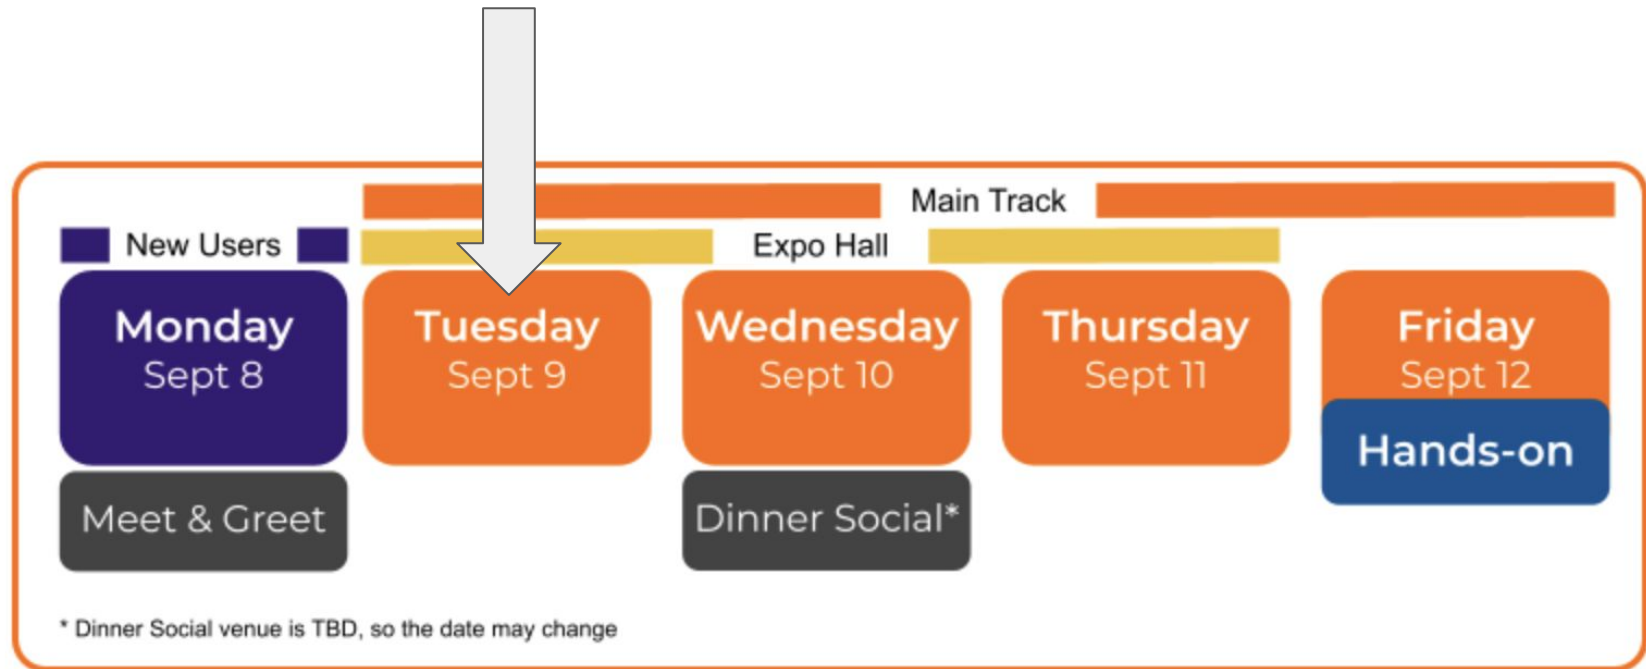 Main Track
New Users
Expo Hall
Monday
Sept 8
Tuesday
Sept 9
Wednesday
Sept 10
Thursday
Sept 11
Friday
Sept 12
Hands-on
Meet & Greet
Dinner Social*
* Dinner Social venue is TBD, so the date may change